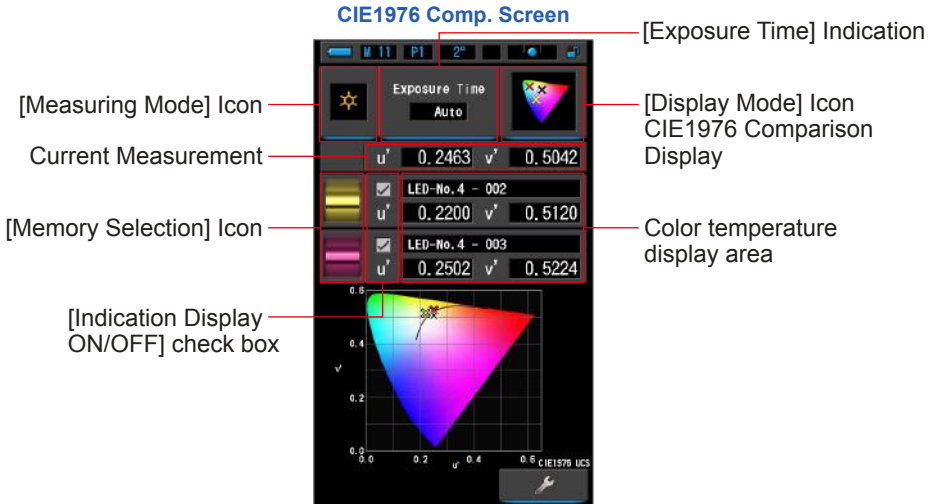 CIE1976 Comp. Screen
[Exposure Time] Indication
M 11 P1 2°
[Measuring Mode] Icon
Exposure Time
Auto
[Display Mode] Icon
CIE1976 Comparison
Display
Current Measurement
u' 0.2463 v' 0.5042
LED-No.4 - 002
u' 0.2200 v' 0.5120
[Memory Selection] Icon
LED-No.4 - 003
u' 0.2502 v' 0.5224
Color temperature
display area
[Indication Display
ON/OFF] check box
0.6
0.4
v'
0.2
0.0
0.0 0.2 u' 0.4 0.6 CIE1976 UCS